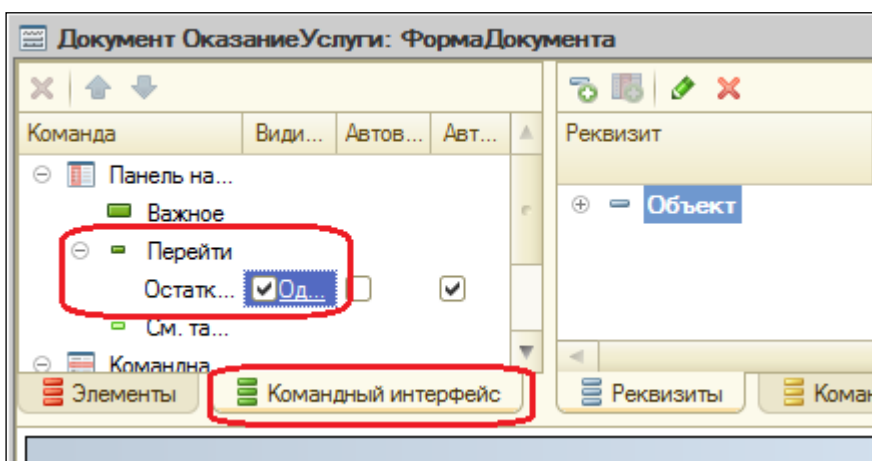 Документ ОказаниеУслуги: ФормаДокумента
Команда Види... Автов... Авт... Реквизит
Панель на...
Важное Объект
Перейти
Остатк... Од...
См. та...
Командна
Элементы Командный интерфейс Реквизиты Коман